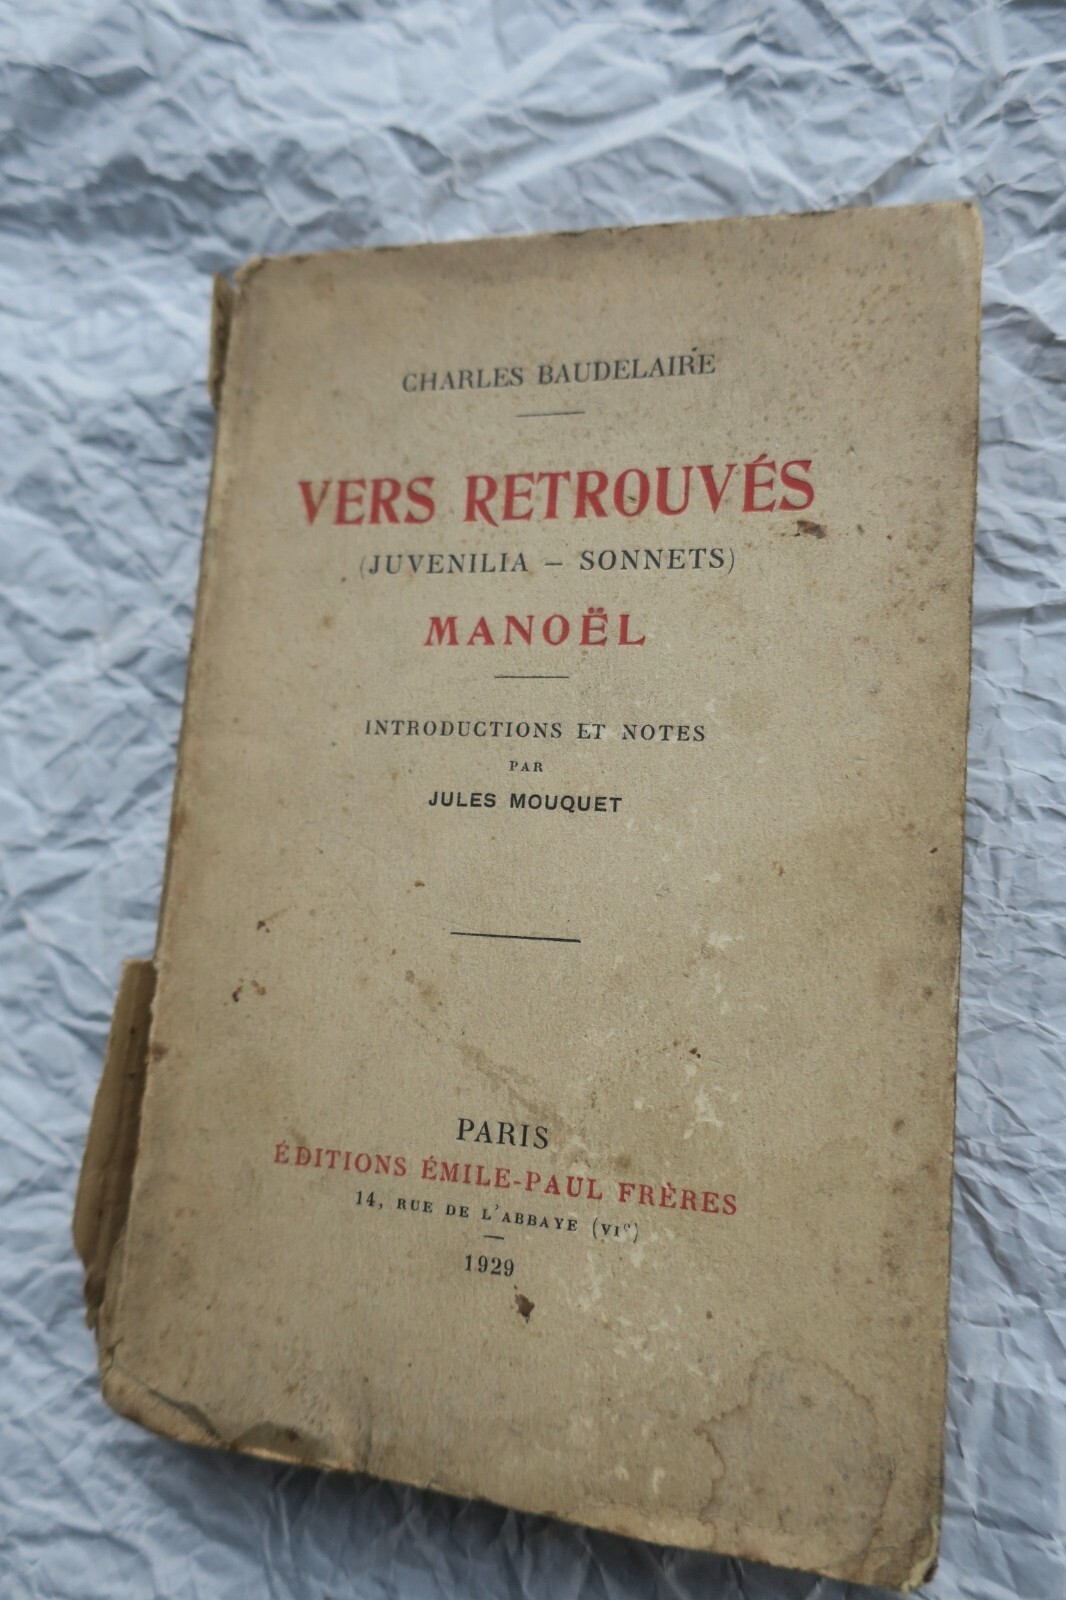 CHARLES BAUDELAIRE
VERS RETROUVÉS
(JUVENILIA – SONNETS)
MANOËL
INTRODUCTIONS ET NOTES
PAR
JULES MOUQUET
PARIS
ÉDITIONS ÉMILE-PAUL FRÈRES
14, RUE DE L'ABBAYE (VIe)
1929